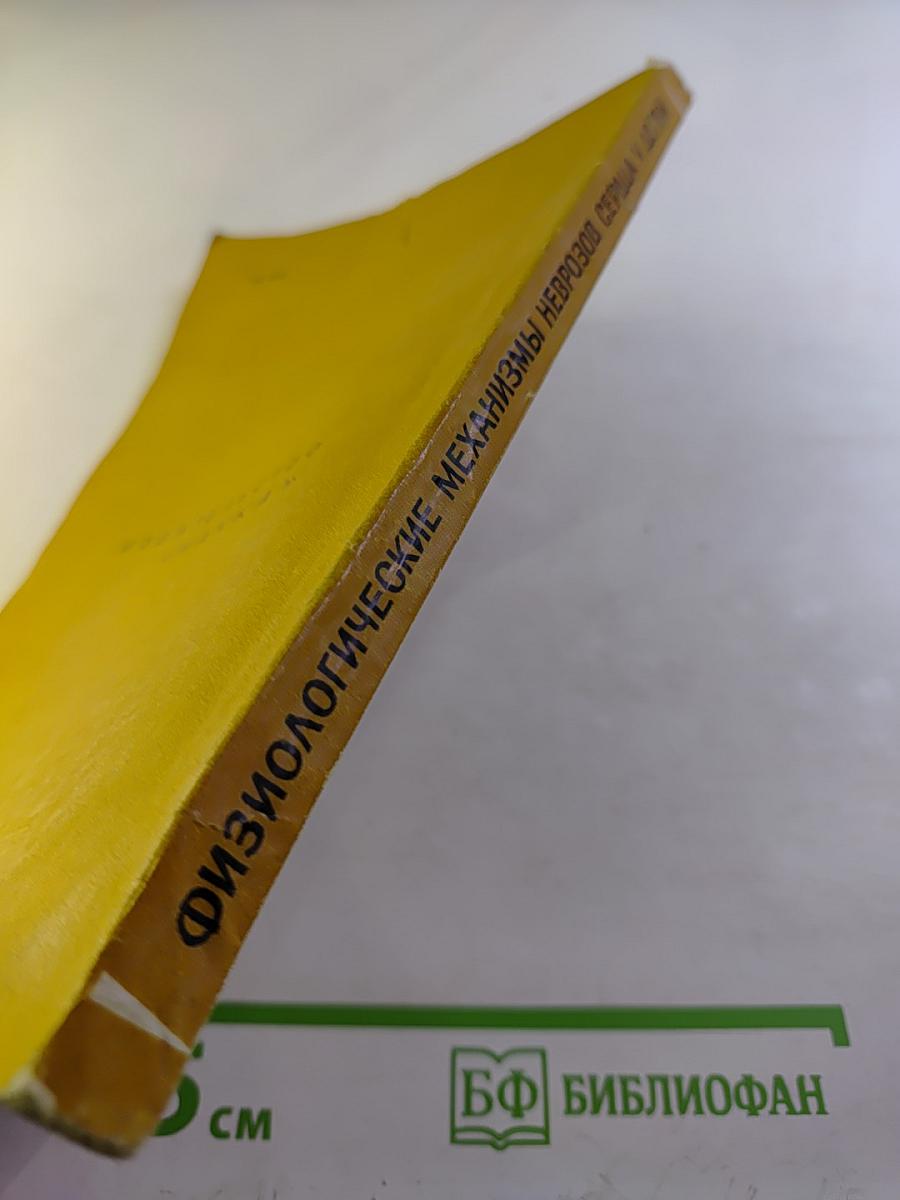 ФИЗИОЛОГИЧЕСКИЕ МЕХАНИЗМЫ НЕВРОЗОВ СЕРДЦА У ДЕТЕЙ
см
БФ БИБЛИОФАН